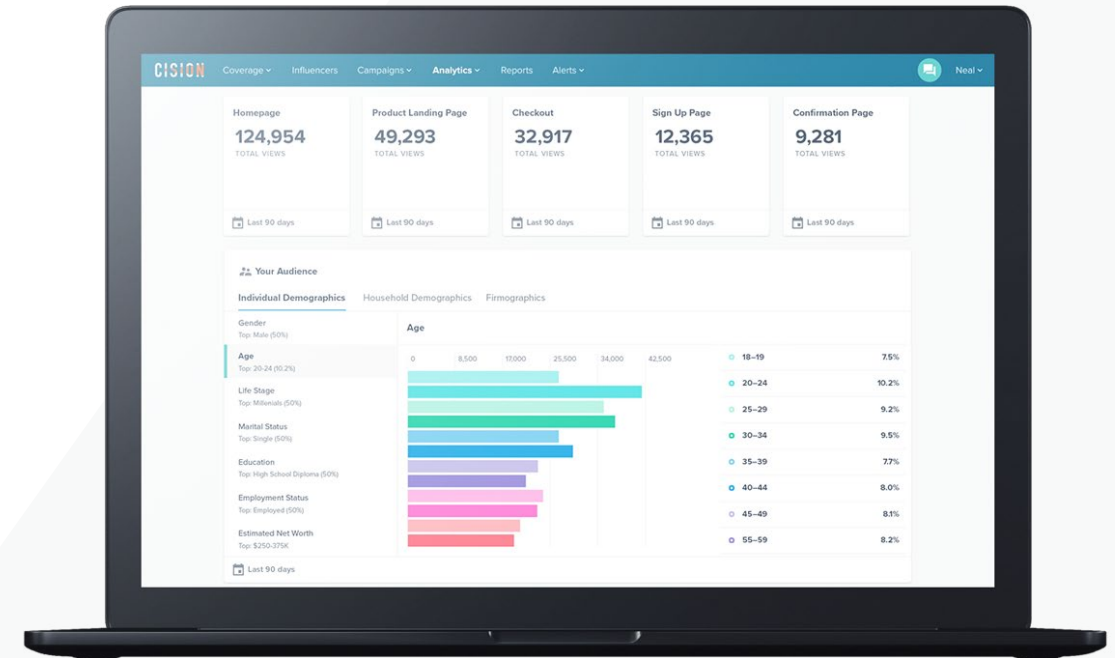 CISION Coverage Influencers Campaigns Analytics Reports Alerts Neal
Homepage
124,954
TOTAL VIEWS
Last 90 days
Product Landing Page
49,293
TOTAL VIEWS
Last 90 days
Checkout
32,917
TOTAL VIEWS
Last 90 days
Sign Up Page
12,365
TOTAL VIEWS
Last 90 days
Confirmation Page
9,281
TOTAL VIEWS
Last 90 days
Your Audience
Individual Demographics Household Demographics Firmographics
Gender
Top: Male (50%)
Age
Top: 20-24 (10.2%)
Life Stage
Top: Millenials (50%)
Marital Status
Top: Single (50%)
Education
Top: High School Diploma (50%)
Employment Status
Top: Employed (50%)
Estimated Net Worth
Top: $250-375K
Age
0 8,500 17,000 25,500 34,000 42,500
18–19 7.5%
20–24 10.2%
25–29 9.2%
30–34 9.5%
35–39 7.7%
40–44 8.0%
45–49 8.1%
55–59 8.2%
Last 90 days